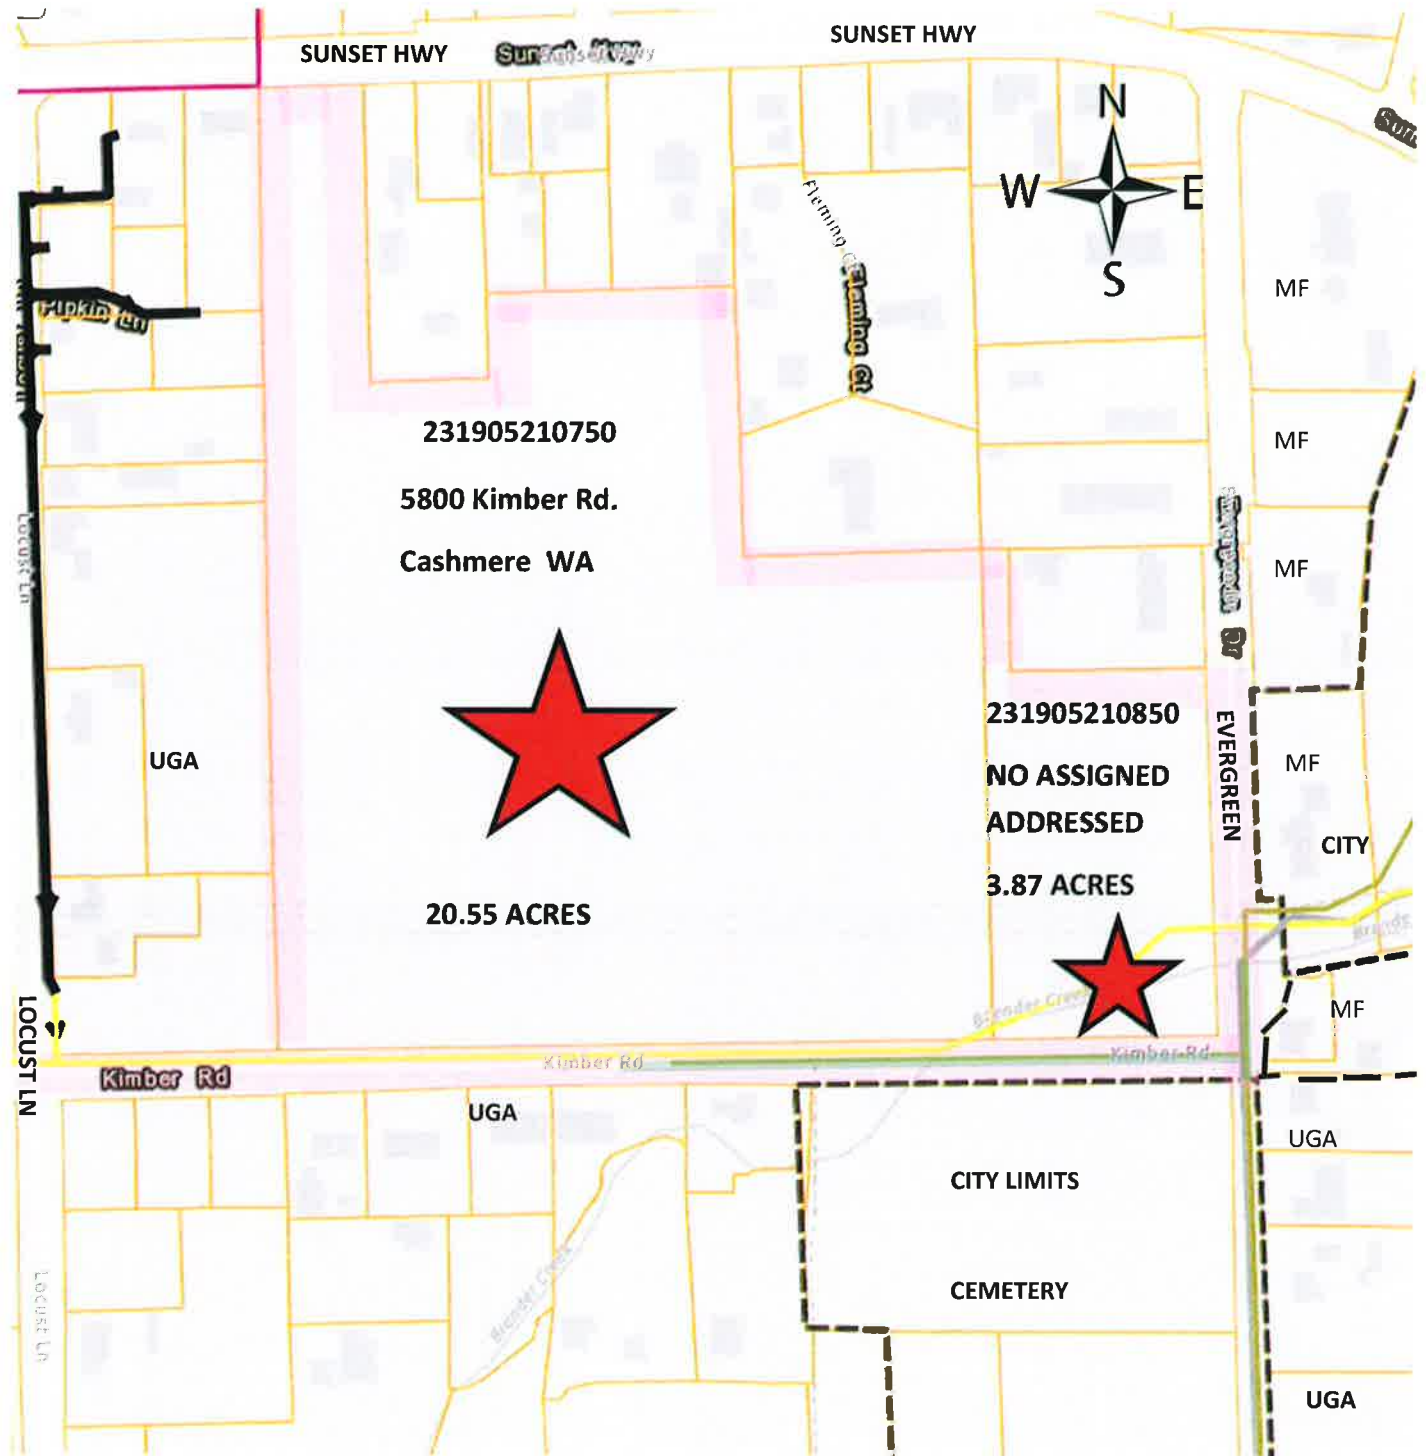 SUNSET HWY
SUNSET HWY
Sunset Hwy
N
W
E
S
Fleming Ct
Fleming Ct
Pipkin Ln
MF
MF
MF
231905210750
5800 Kimber Rd.
Cashmere WA
Locust Ln
Dr
231905210850
NO ASSIGNED
ADDRESSED
3.87 ACRES
EVERGREEN
MF
CITY
UGA
20.55 ACRES
Brender Creek
MF
LOCUST LN
Kimber Rd
Kimber Rd
Kimber Rd
UGA
UGA
CITY LIMITS
CEMETERY
Brender Creek
Locust Ln
UGA